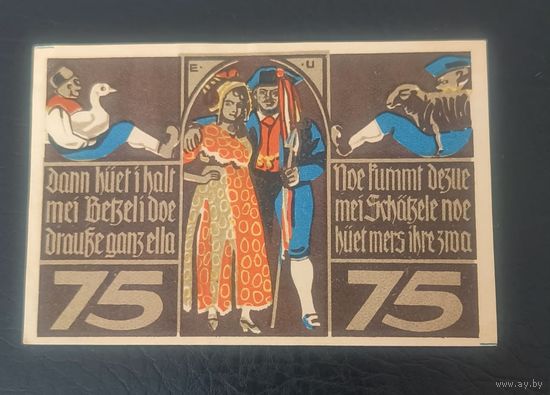 E. U
dann hüet i halt
mei Betzeli doe
drauße ganz ella
Noe kummt dezue
mei Schätzele noe
hüet mers ihre zwa
75
75
www.ay.by